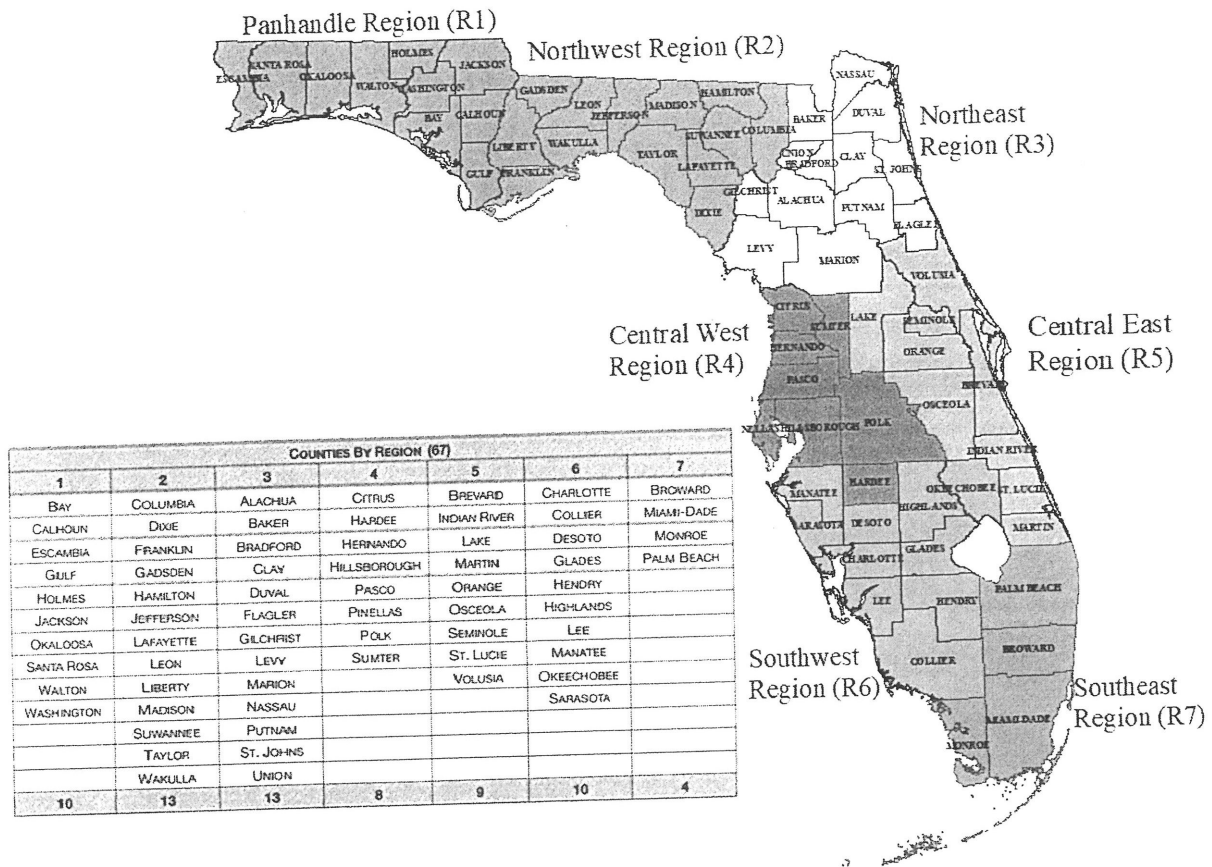 Panhandle Region (R1)
Northwest Region (R2)
Northeast
Region (R3)
Central West
Region (R4)
Central East
Region (R5)
Southwest
Region (R6)
Southeast
Region (R7)
ESCAMBIA
SANTA ROSA
OKALOOSA
WALTON
HOLMES
WASHINGTON
JACKSON
BAY
CALHOUN
GULF
GADSDEN
LIBERTY
FRANKLIN
LEON
WAKULLA
JEFFERSON
MADISON
TAYLOR
HAMILTON
SUWANNEE
LAFAYETTE
DIXIE
COLUMBIA
NASSAU
BAKER
DUVAL
UNION
BRADFORD
CLAY
ST. JOHNS
GILCHRIST
ALACHUA
PUTNAM
FLAGLER
LEVY
MARION
VOLUSIA
CITRUS
SUMTER
LAKE
SEMINOLE
HERNANDO
ORANGE
PASCO
BREVARD
OSCEOLA
HILLSBOROUGH
POLK
INDIAN RIVER
MANATEE
HARDEE
OKEECHOBEE
ST. LUCIE
HIGHLANDS
SARASOTA
DESOTO
MARTIN
CHARLOTTE
GLADES
LEE
HENDRY
PALM BEACH
COLLIER
BROWARD
MIAMI DADE
MONROE
COUNTIES BY REGION (67)
1 2 3 4 5 6 7
BAY COLUMBIA ALACHUA CITRUS BREVARD CHARLOTTE BROWARD
CALHOUN DIXIE BAKER HARDEE INDIAN RIVER COLLIER MIAMI-DADE
ESCAMBIA FRANKLIN BRADFORD HERNANDO LAKE DESOTO MONROE
GULF GADSDEN CLAY HILLSBOROUGH MARTIN GLADES PALM BEACH
HOLMES HAMILTON DUVAL PASCO ORANGE HENDRY
JACKSON JEFFERSON FLAGLER PINELLAS OSCEOLA HIGHLANDS
OKALOOSA LAFAYETTE GILCHRIST POLK SEMINOLE LEE
SANTA ROSA LEON LEVY SUMTER ST. LUCIE MANATEE
WALTON LIBERTY MARION VOLUSIA OKEECHOBEE
WASHINGTON MADISON NASSAU SARASOTA
SUWANNEE PUTNAM
TAYLOR ST. JOHNS
WAKULLA UNION
10 13 13 8 9 10 4